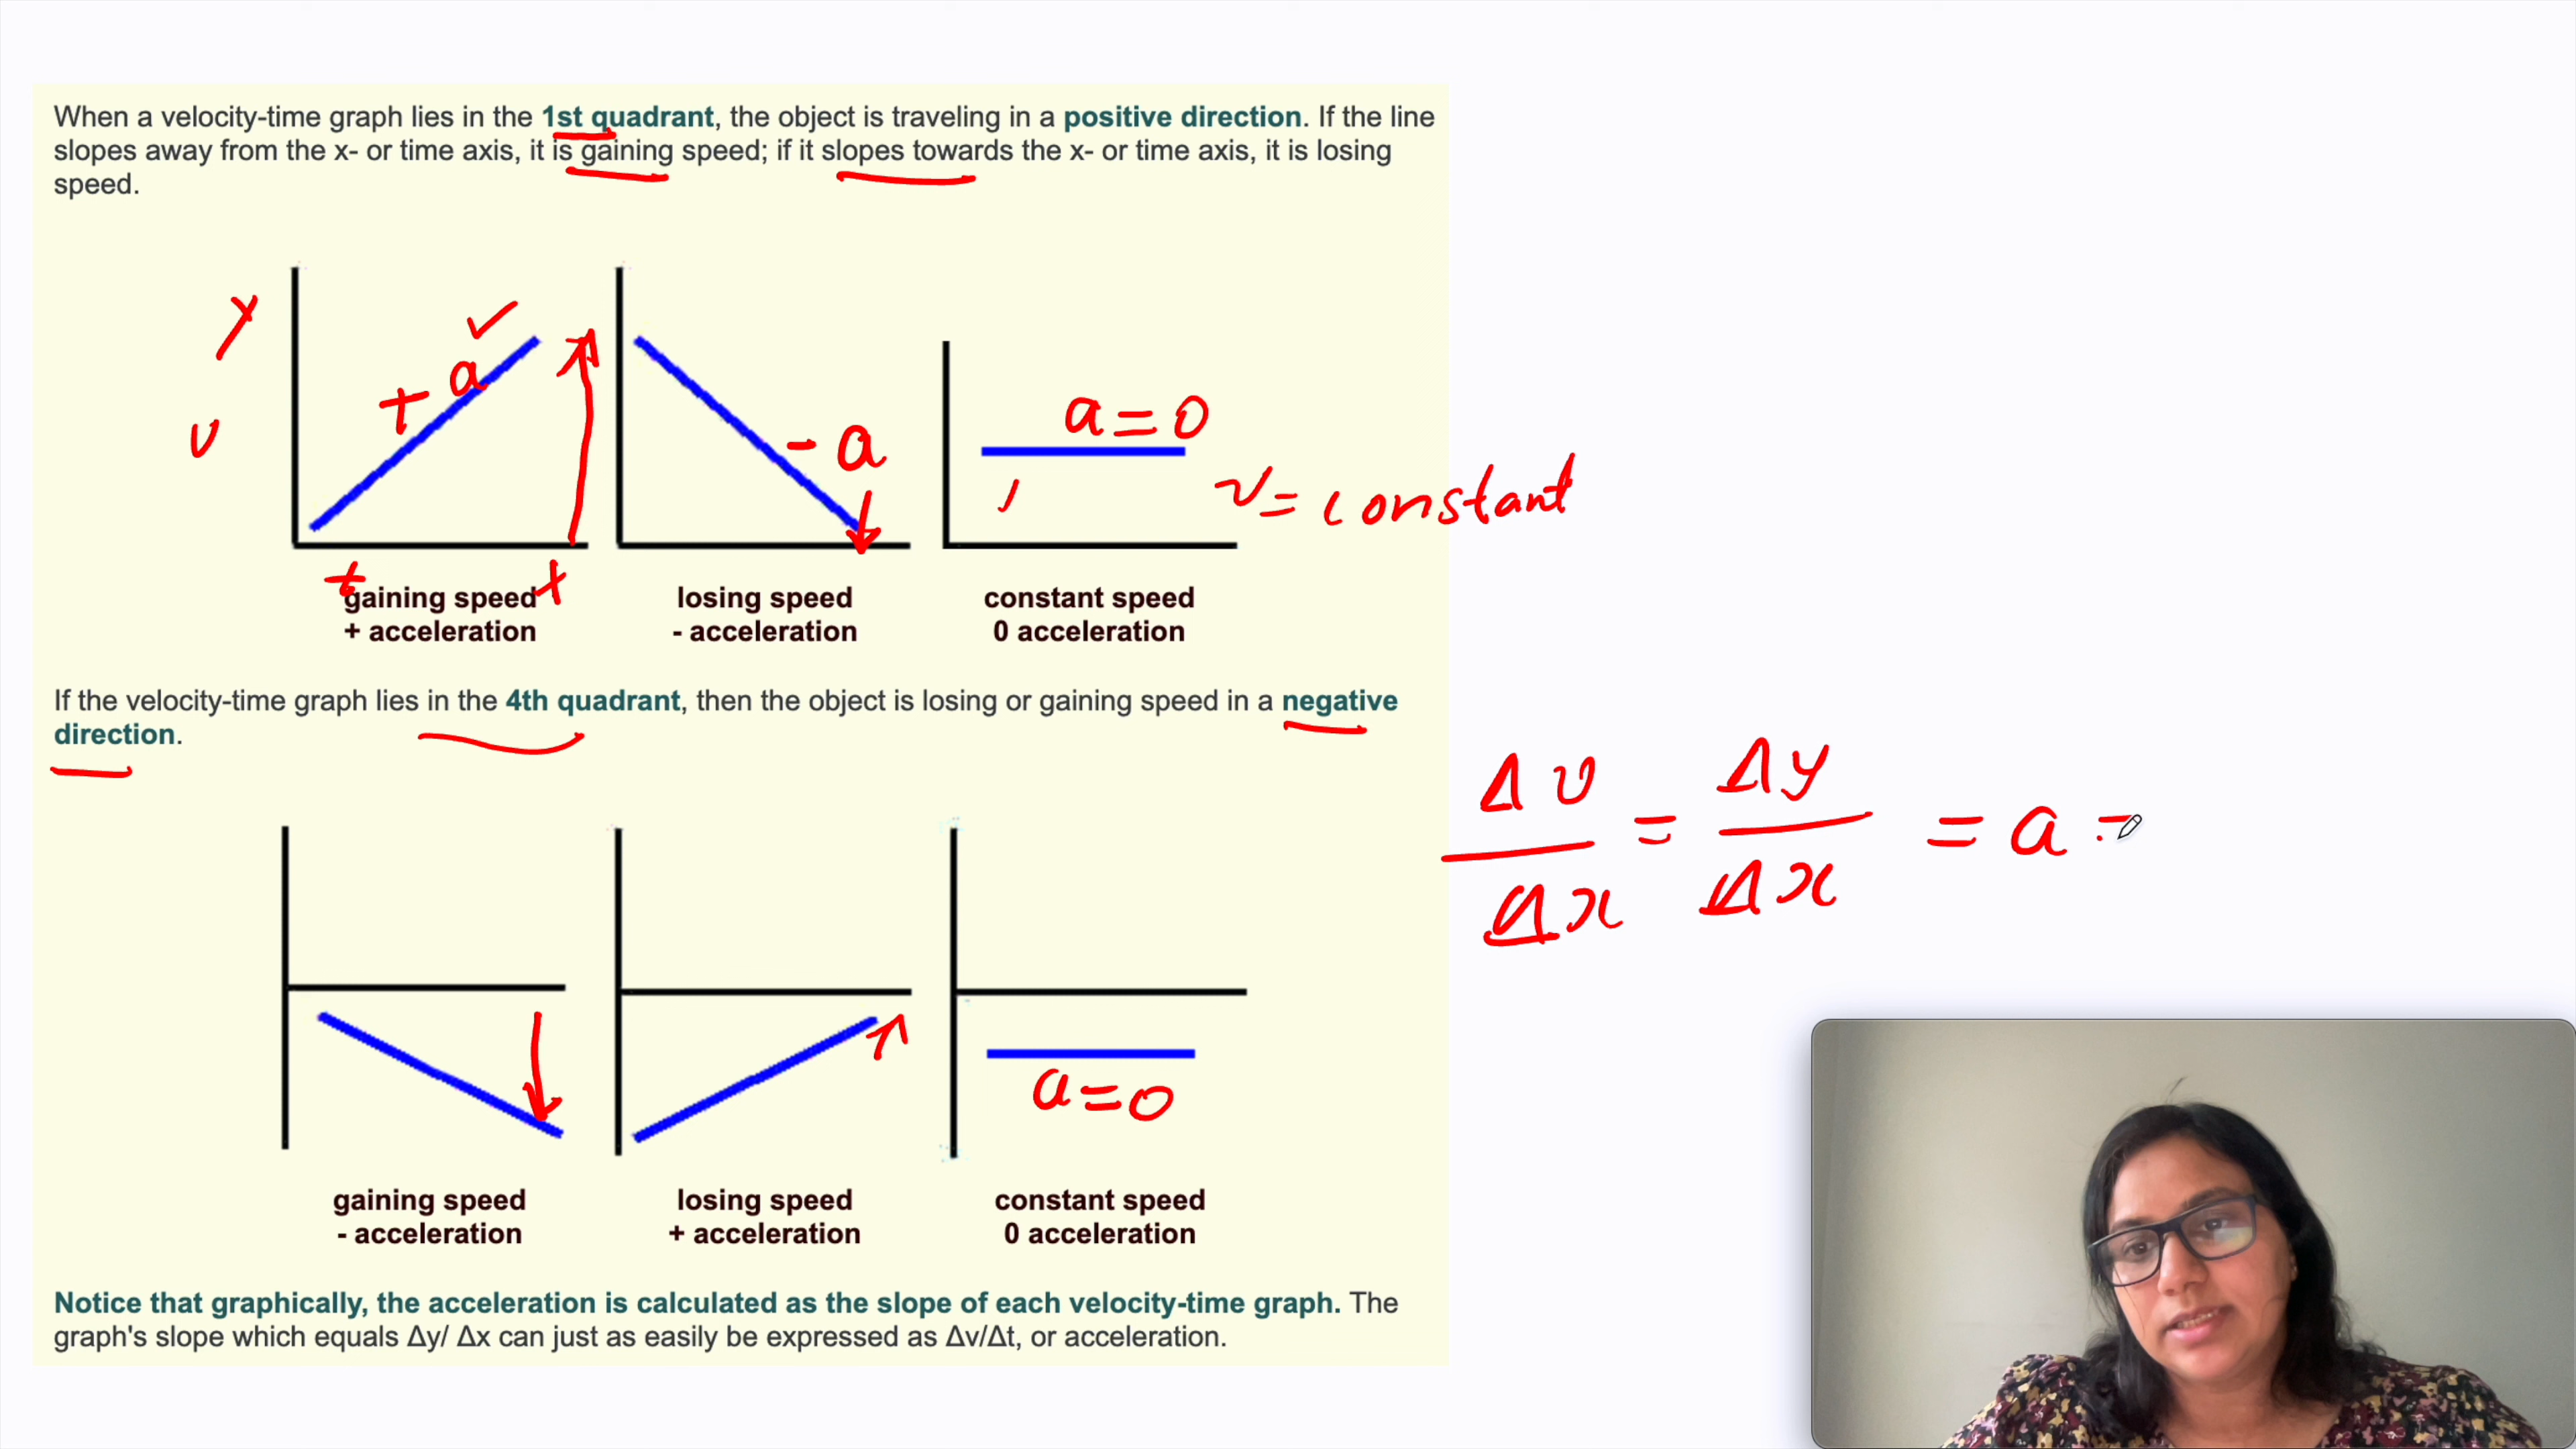 When a velocity-time graph lies in the 1st quadrant, the object is traveling in a positive direction. If the line
slopes away from the x- or time axis, it is gaining speed; if it slopes towards the x- or time axis, it is losing
speed.
y
v
+ a
- a
a = 0
v = constant
t
x
gaining speed
+ acceleration
losing speed
- acceleration
constant speed
0 acceleration
If the velocity-time graph lies in the 4th quadrant, then the object is losing or gaining speed in a negative
direction.
Δv/Δx = Δy/Δx = a =
a = 0
gaining speed
- acceleration
losing speed
+ acceleration
constant speed
0 acceleration
Notice that graphically, the acceleration is calculated as the slope of each velocity-time graph. The
graph's slope which equals Δy/ Δx can just as easily be expressed as Δv/Δt, or acceleration.